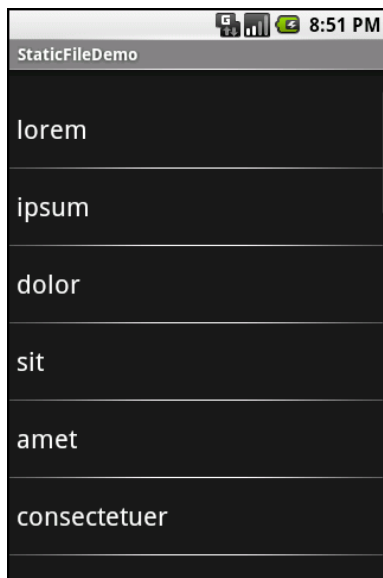 G 8:51 PM
StaticFileDemo
lorem
ipsum
dolor
sit
amet
consectetuer